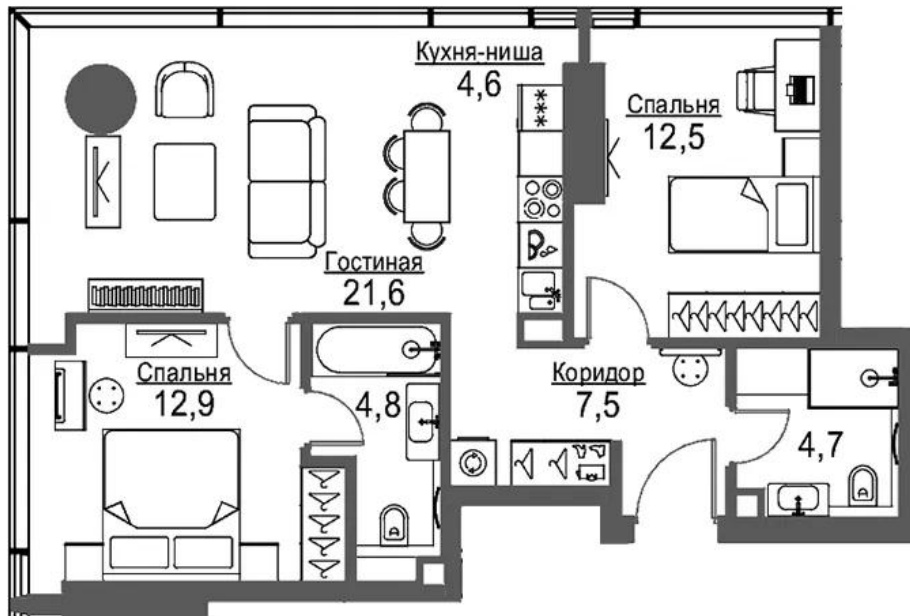 Кухня-ниша
4,6
Спальня
12,5
Гостиная
21,6
Спальня
12,9
4,8
Коридор
7,5
4,7